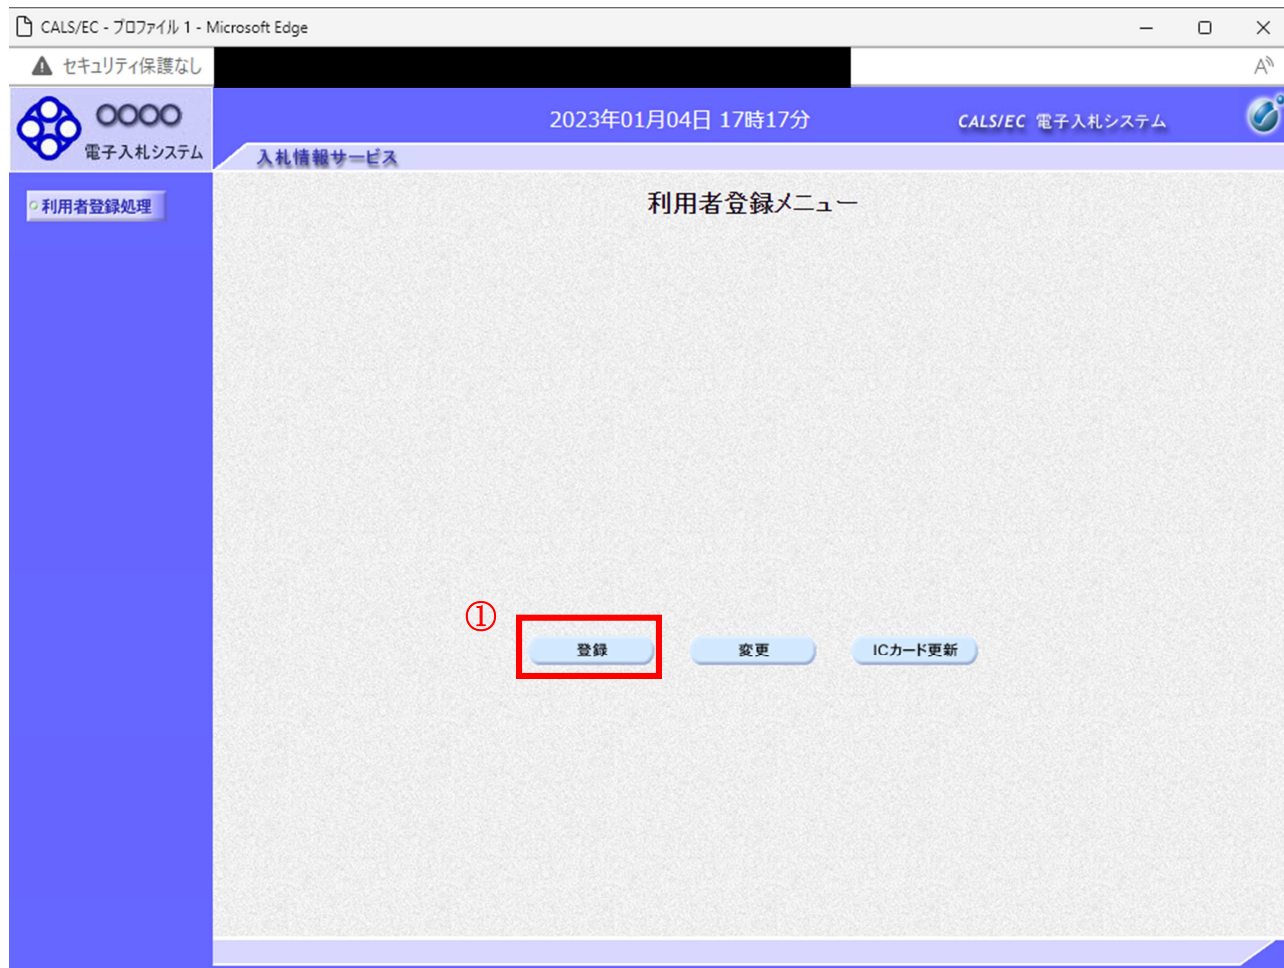 CALS/EC - プロファイル 1 - Microsoft Edge
セキュリティ保護なし
A
○○○○
電子入札システム
2023年01月04日 17時17分
CALS/EC 電子入札システム
入札情報サービス
利用者登録処理
利用者登録メニュー
①
登録
変更
ICカード更新